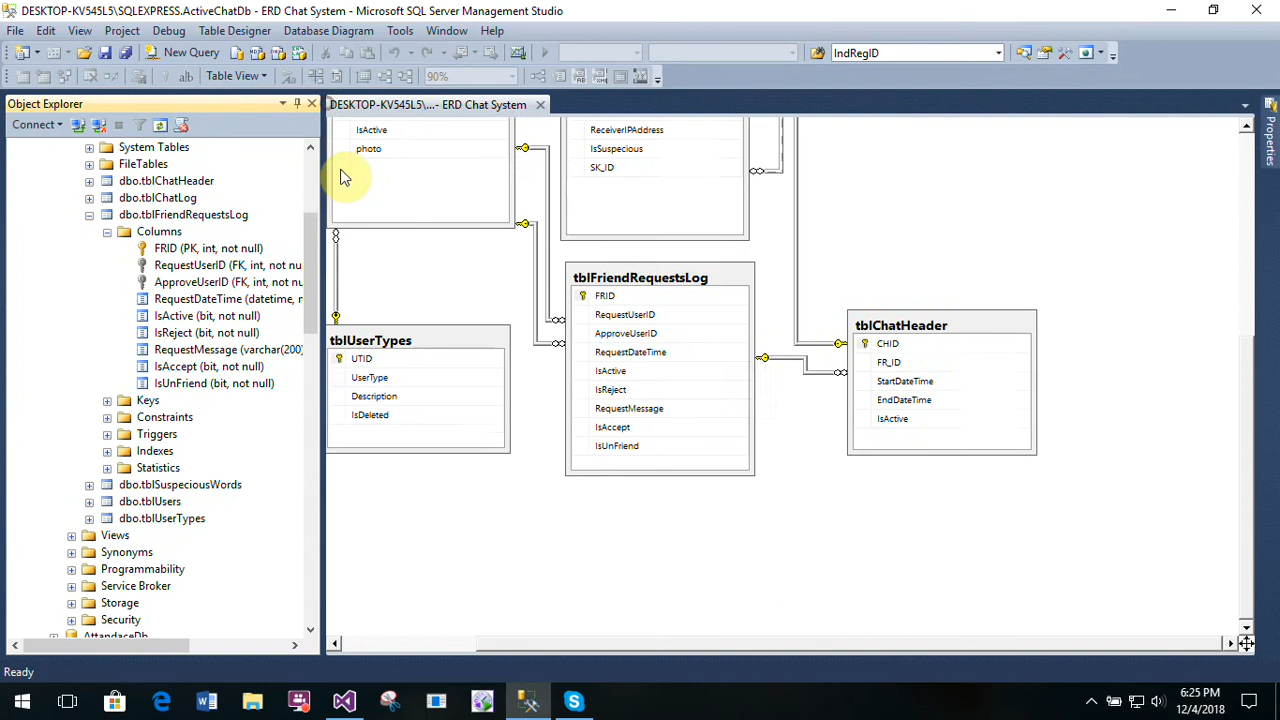 DESKTOP-KV545L5\SQLEXPRESS.ActiveChatDb - ERD Chat System - Microsoft SQL Server Management Studio
File Edit View Project Debug Table Designer Database Diagram Tools Window Help
New Query IndRegID
Table View 90%
Object Explorer
DESKTOP-KV545L5\...- ERD Chat System
Properties
Connect
System Tables
FileTables
dbo.tblChatHeader
dbo.tblChatLog
dbo.tblFriendRequestsLog
Columns
FRID (PK, int, not null)
RequestUserID (FK, int, not nu
ApproveUserID (FK, int, not nu
RequestDateTime (datetime, n
IsActive (bit, not null)
IsReject (bit, not null)
RequestMessage (varchar(200)
IsAccept (bit, not null)
IsUnFriend (bit, not null)
Keys
Constraints
Triggers
Indexes
Statistics
dbo.tblSuspeciousWords
dbo.tblUsers
dbo.tblUserTypes
Views
Synonyms
Programmability
Service Broker
Storage
Security
AttandaceDb
IsActive
photo
ReceiverIPAddress
IsSuspecious
SK_ID
tblUserTypes
UTID
UserType
Description
IsDeleted
tblFriendRequestsLog
FRID
RequestUserID
ApproveUserID
RequestDateTime
IsActive
IsReject
RequestMessage
IsAccept
IsUnFriend
tblChatHeader
CHID
FR_ID
StartDateTime
EndDateTime
IsActive
Ready
6:25 PM
12/4/2018